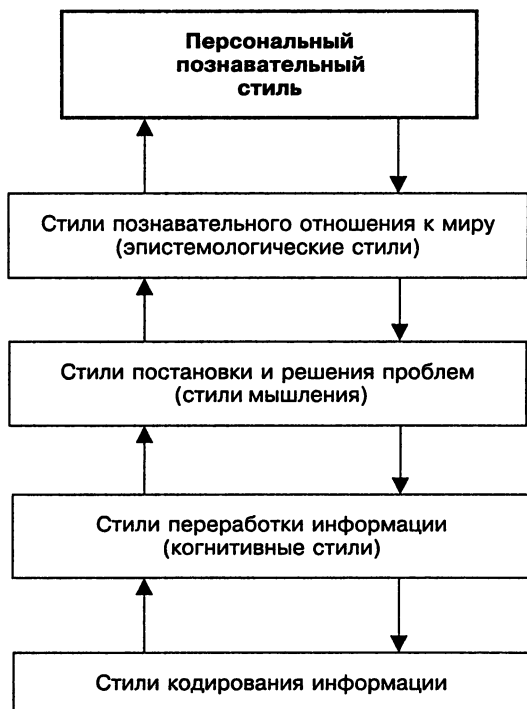 Персональный
познавательный
стиль
Стили познавательного отношения к миру
(эпистемологические стили)
Стили постановки и решения проблем
(стили мышления)
Стили переработки информации
(когнитивные стили)
Стили кодирования информации